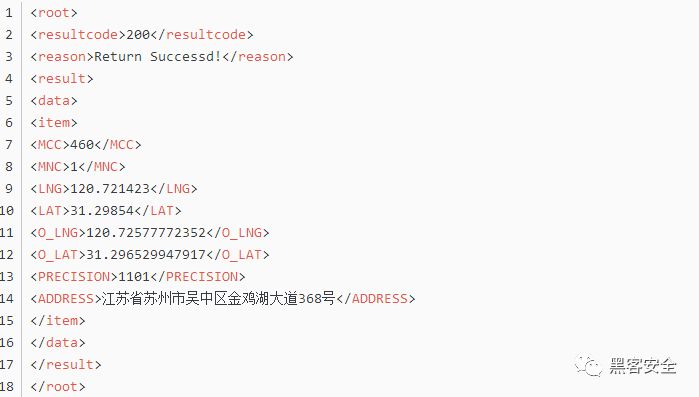 1 <root>
2 <resultcode>200</resultcode>
3 <reason>Return Successd!</reason>
4 <result>
5 <data>
6 <item>
7 <MCC>460</MCC>
8 <MNC>1</MNC>
9 <LNG>120.721423</LNG>
10 <LAT>31.29854</LAT>
11 <O_LNG>120.72577772352</O_LNG>
12 <O_LAT>31.296529947917</O_LAT>
13 <PRECISION>1101</PRECISION>
14 <ADDRESS>江苏省苏州市吴中区金鸡湖大道368号</ADDRESS>
15 </item>
16 </data>
17 </result>
18 </root>
黑客安全